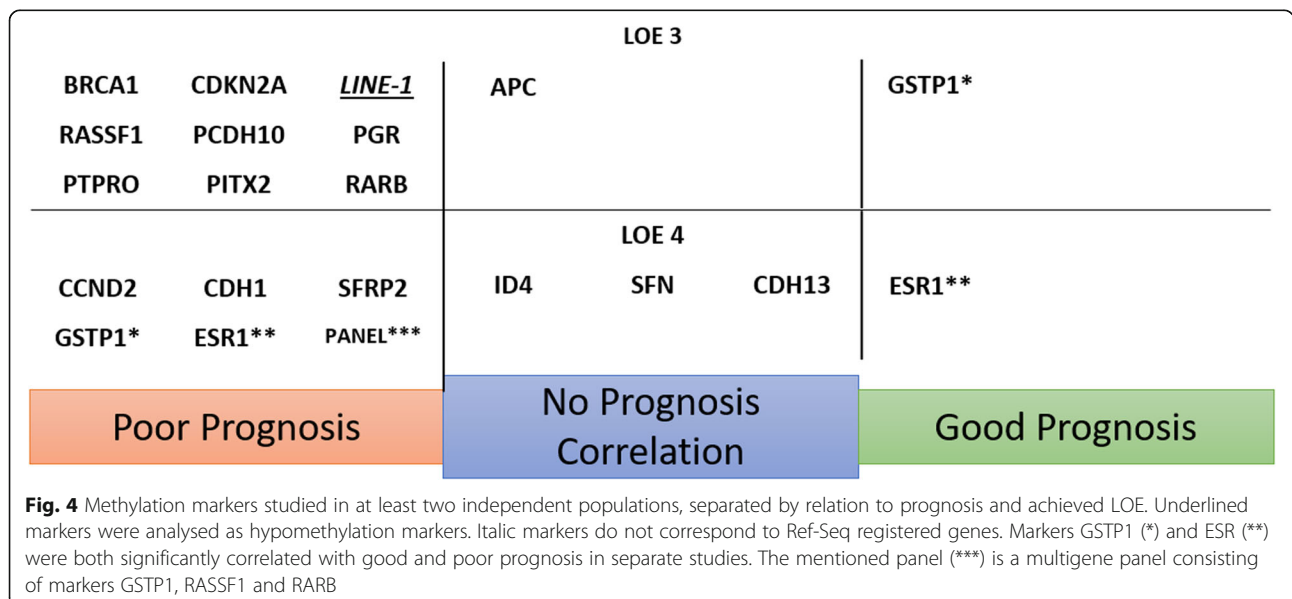 LOE 3
BRCA1 CDKN2A LINE-1 APC GSTP1*
RASSF1 PCDH10 PGR
PTPRO PITX2 RARB
LOE 4
CCND2 CDH1 SFRP2 ID4 SFN CDH13 ESR1**
GSTP1* ESR1** PANEL***
Poor Prognosis
No Prognosis
Correlation
Good Prognosis
Fig. 4 Methylation markers studied in at least two independent populations, separated by relation to prognosis and achieved LOE. Underlined
markers were analysed as hypomethylation markers. Italic markers do not correspond to Ref-Seq registered genes. Markers GSTP1 (*) and ESR (**)
were both significantly correlated with good and poor prognosis in separate studies. The mentioned panel (***) is a multigene panel consisting
of markers GSTP1, RASSF1 and RARB